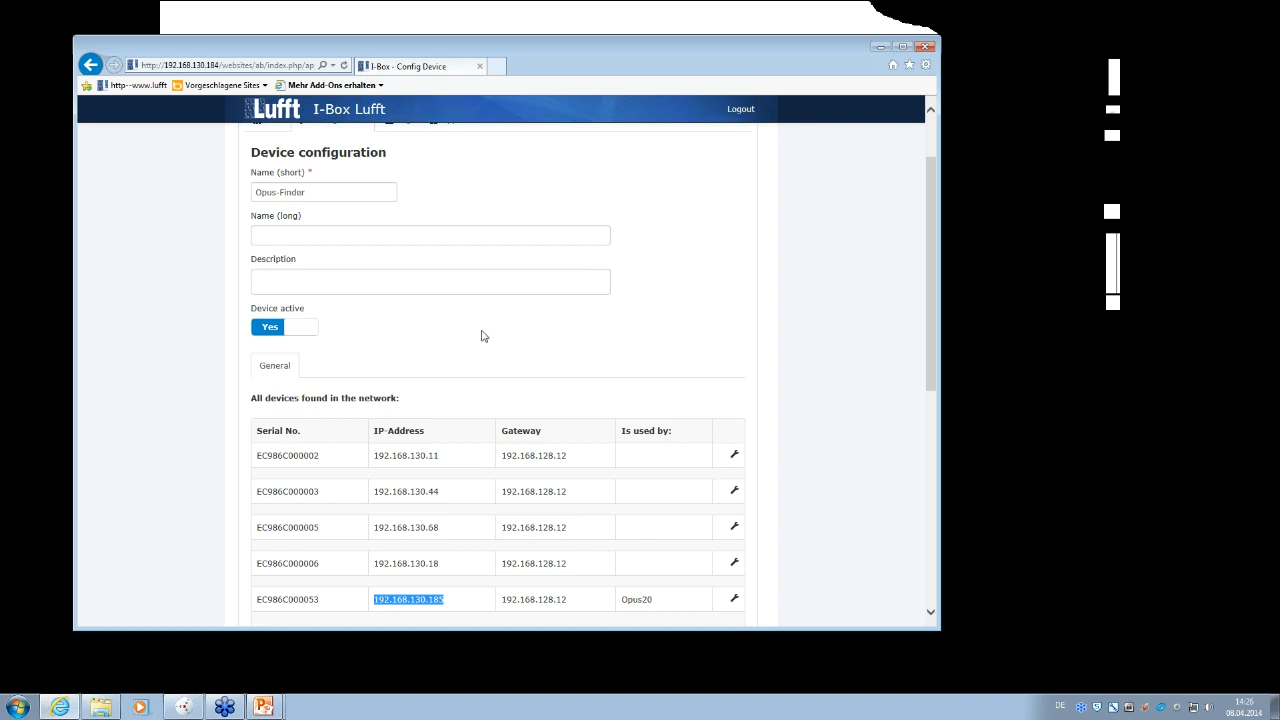 http://192.168.130.184/websites/ab/index.php/ap
I-Box - Config Device
http--www.lufft
Vorgeschlagene Sites
Mehr Add-Ons erhalten
Lufft
I-Box Lufft
Logout
Device configuration
Name (short) *
Opus-Finder
Name (long)
Description
Device active
Yes
General
All devices found in the network:
Serial No. IP-Address Gateway Is used by:
EC986C000002 192.168.130.11 192.168.128.12
EC986C000003 192.168.130.44 192.168.128.12
EC986C000005 192.168.130.68 192.168.128.12
EC986C000006 192.168.130.18 192.168.128.12
EC986C000053 192.168.130.185 192.168.128.12 Opus20
DE
14:26
08.04.2014